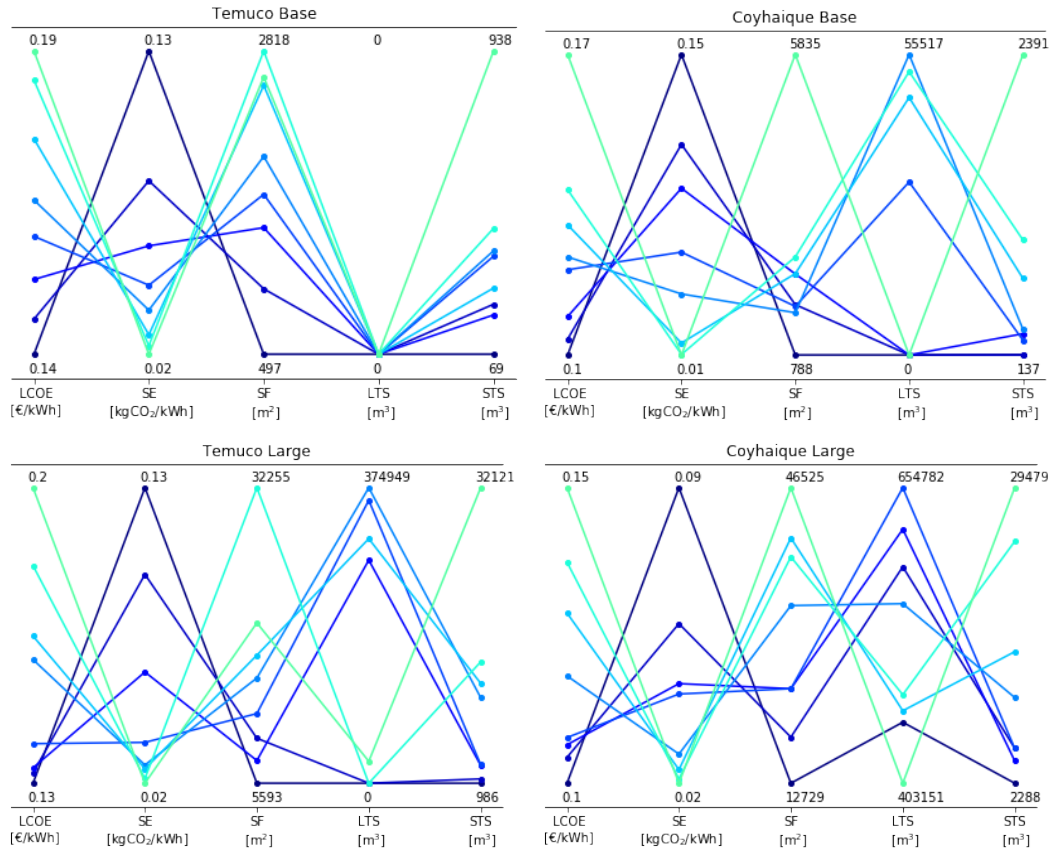 Temuco Base
0.19 0.13 2818 0 938
0.14 0.02 497 0 69
LCOE SE SF LTS STS
[€/kWh] [kgCO₂/kWh] [m²] [m³] [m³]
Coyhaique Base
0.17 0.15 5835 55517 2391
0.1 0.01 788 0 137
LCOE SE SF LTS STS
[€/kWh] [kgCO₂/kWh] [m²] [m³] [m³]
Temuco Large
0.2 0.13 32255 374949 32121
0.13 0.02 5593 0 986
LCOE SE SF LTS STS
[€/kWh] [kgCO₂/kWh] [m²] [m³] [m³]
Coyhaique Large
0.15 0.09 46525 654782 29479
0.1 0.02 12729 403151 2288
LCOE SE SF LTS STS
[€/kWh] [kgCO₂/kWh] [m²] [m³] [m³]